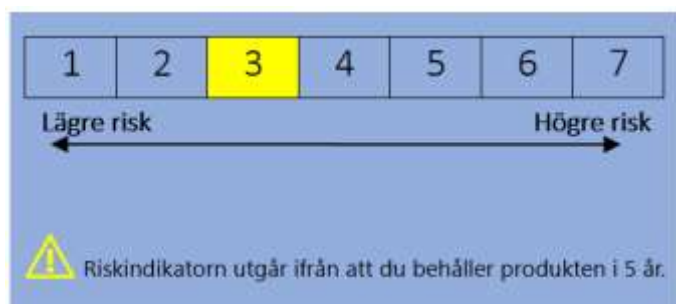 1 2 3 4 5 6 7
Lägre risk Högre risk
Riskindikatorn utgår ifrån att du behåller produkten i 5 år.